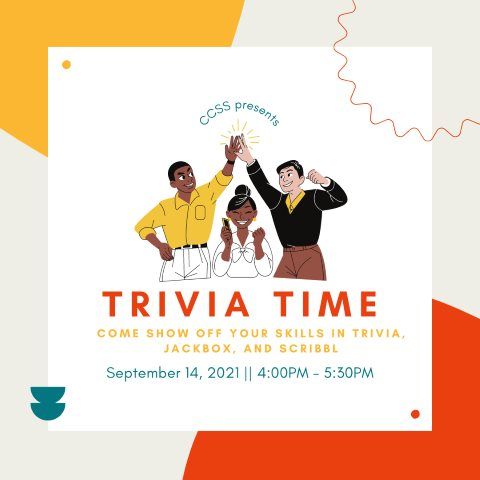 CCSS presents
TRIVIA TIME
COME SHOW OFF YOUR SKILLS IN TRIVIA,
JACKBOX, AND SCRIBBL
September 14, 2021 || 4:00PM - 5:30PM